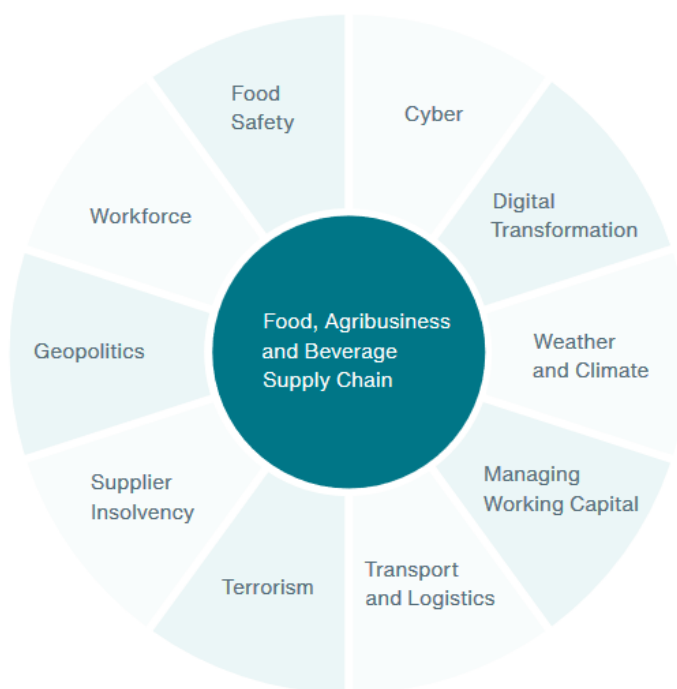 Food
Safety
Cyber
Digital
Transformation
Workforce
Weather
and Climate
Geopolitics
Food, Agribusiness
and Beverage
Supply Chain
Managing
Working Capital
Supplier
Insolvency
Transport
and Logistics
Terrorism